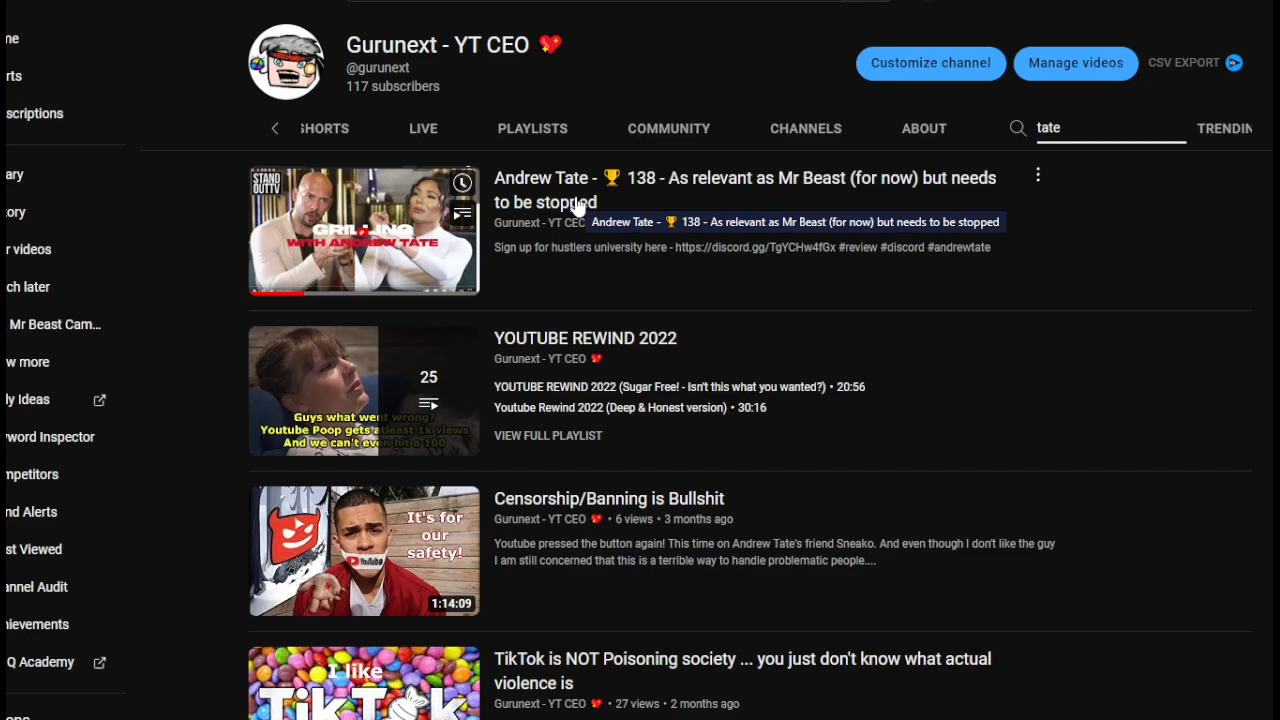 Gurunext - YT CEO 💖
@gurunext
117 subscribers
Customize channel
Manage videos
CSV EXPORT
SHORTS
LIVE
PLAYLISTS
COMMUNITY
CHANNELS
ABOUT
tate
TRENDIN
me
rts
scriptions
ary
ory
r videos
ch later
Mr Beast Cam...
w more
ly Ideas
word Inspector
mpetitors
nd Alerts
st Viewed
annel Audit
hievements
Q Academy
STAND
OUT TV
GRILLING
WITH ANDREW TATE
Andrew Tate - 🏆 138 - As relevant as Mr Beast (for now) but needs
to be stopped
Gurunext - YT CEO
Andrew Tate - 🏆 138 - As relevant as Mr Beast (for now) but needs to be stopped
Sign up for hustlers university here - https://discord.gg/TgYCHw4fGx #review #discord #andrewtate
25
Guys what went wrong?
Youtube Poop gets atleast 1k views
And we can't even hit a 100
YOUTUBE REWIND 2022
Gurunext - YT CEO 💖
YOUTUBE REWIND 2022 (Sugar Free! - Isn't this what you wanted?) • 20:56
Youtube Rewind 2022 (Deep & Honest version) • 30:16
VIEW FULL PLAYLIST
It's for
our
safety!
YouTube
1:14:09
Censorship/Banning is Bullshit
Gurunext - YT CEO 💖 • 6 views • 3 months ago
Youtube pressed the button again! This time on Andrew Tate's friend Sneako. And even though I don't like the guy
I am still concerned that this is a terrible way to handle problematic people....
I like
TikTok
TikTok is NOT Poisoning society ... you just don't know what actual
violence is
Gurunext - YT CEO 💖 • 27 views • 2 months ago